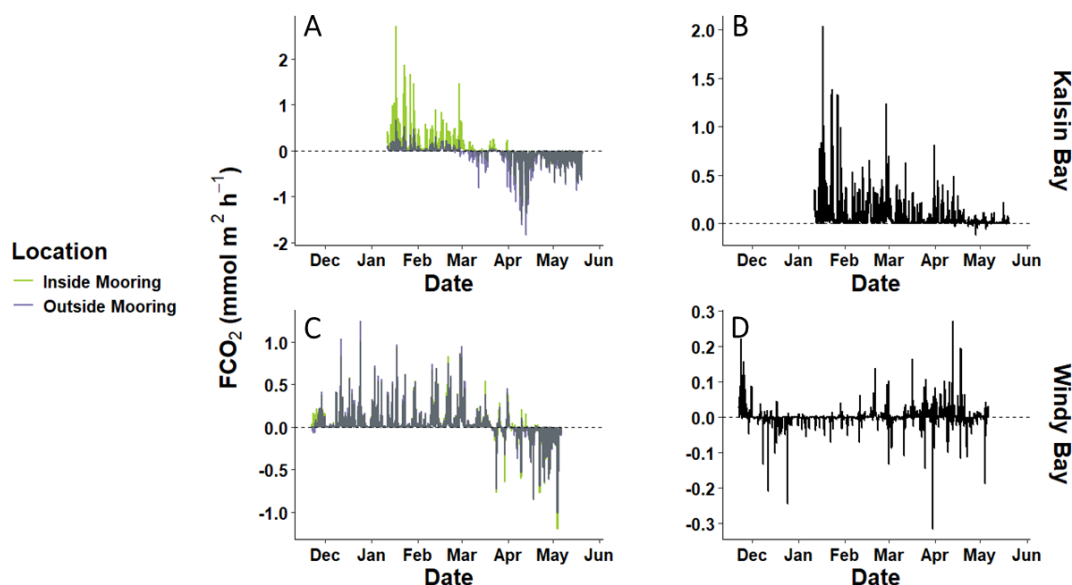 A
B
2
1
0
-1
-2
2.0
1.5
1.0
0.5
0.0
Kalsin Bay
Dec Jan Feb Mar Apr May Jun
Dec Jan Feb Mar Apr May Jun
Date
Date
Location
Inside Mooring
Outside Mooring
FCO₂ (mmol m ² h⁻¹)
C
D
1.0
0.5
0.0
-0.5
-1.0
0.3
0.2
0.1
0.0
-0.1
-0.2
-0.3
Windy Bay
Dec Jan Feb Mar Apr May Jun
Dec Jan Feb Mar Apr May Jun
Date
Date